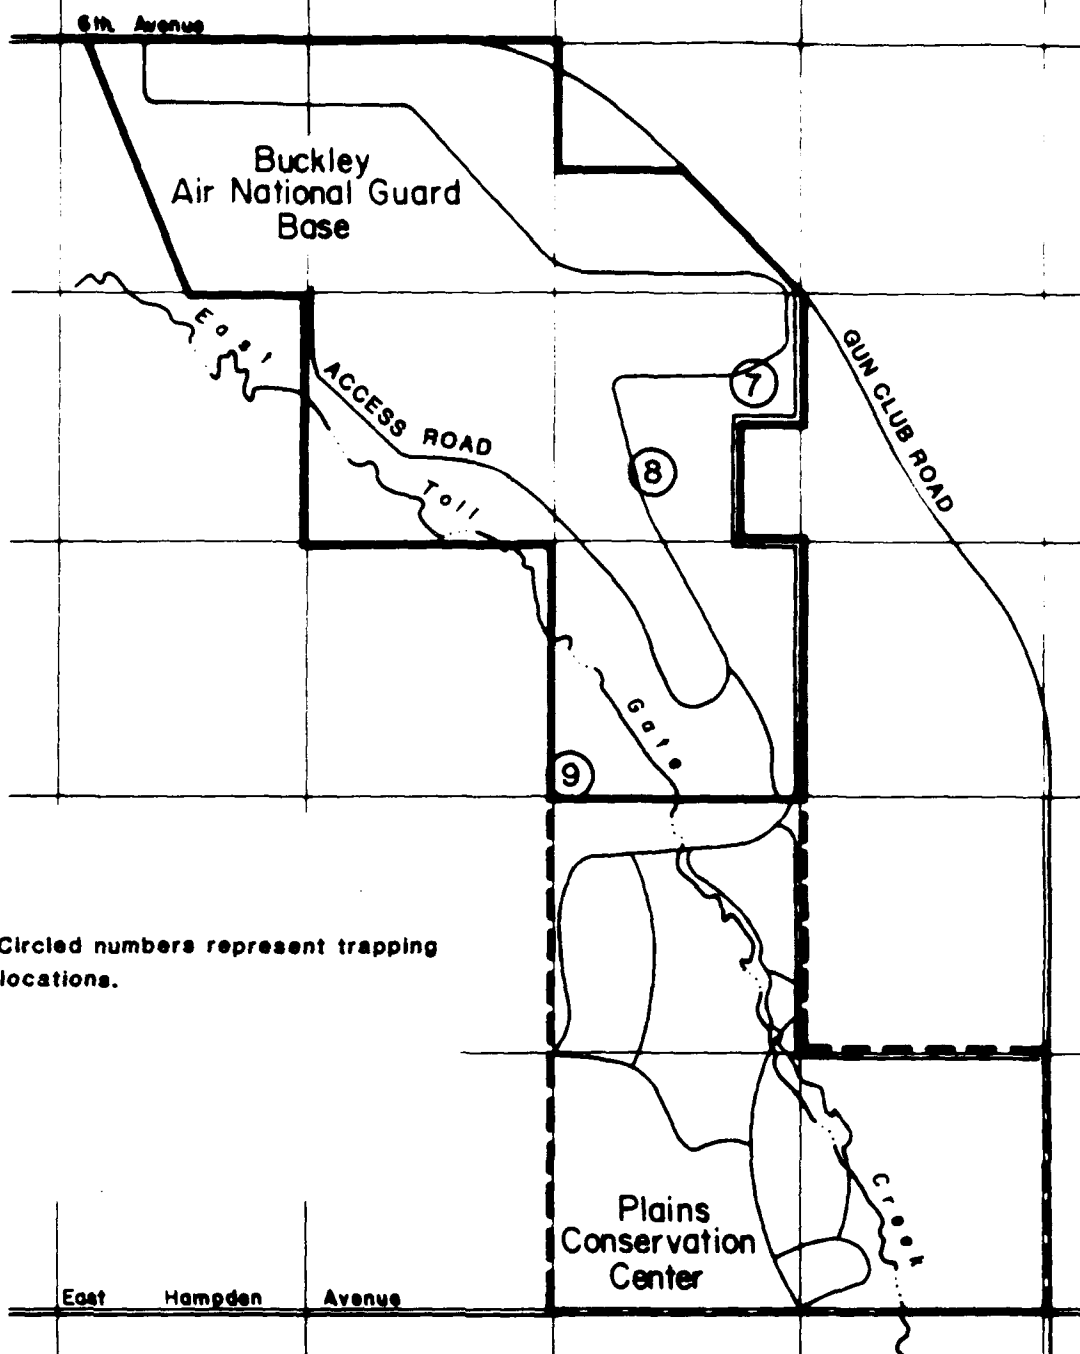 6th Avenue
Buckley
Air National Guard
Base
East
ACCESS ROAD
GUN CLUB ROAD
7
8
Toll
Gate
9
Circled numbers represent trapping
locations.
Creek
Plains
Conservation
Center
East Hampden Avenue